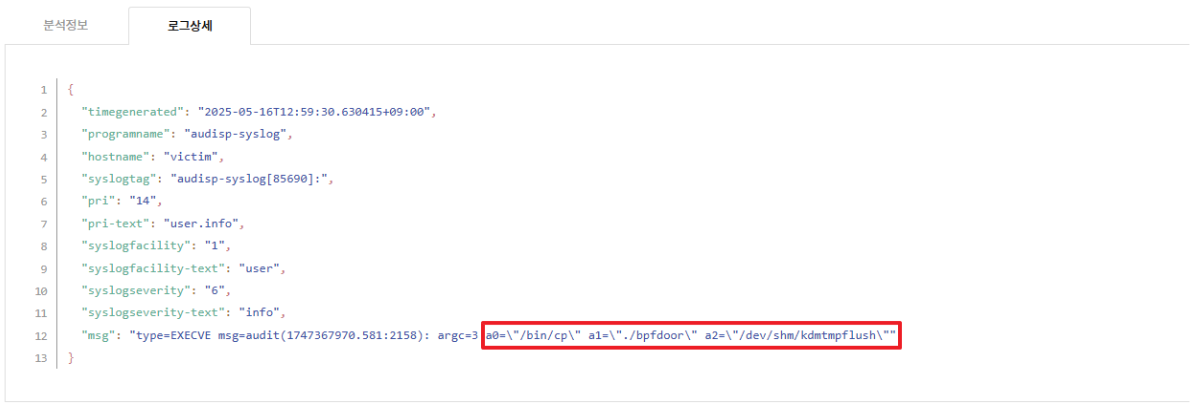 분석정보
로그상세
1 {
2 "timegenerated": "2025-05-16T12:59:30.630415+09:00",
3 "programname": "audisp-syslog",
4 "hostname": "victim",
5 "syslogtag": "audisp-syslog[85690]:",
6 "pri": "14",
7 "pri-text": "user.info",
8 "syslogfacility": "1",
9 "syslogfacility-text": "user",
10 "syslogseverity": "6",
11 "syslogseverity-text": "info",
12 "msg": "type=EXECVE msg=audit(1747367970.581:2158): argc=3 a0=\"/bin/cp\" a1=\"./bpfdoor\" a2=\"/dev/shm/kdmtmpflush\""
13 }